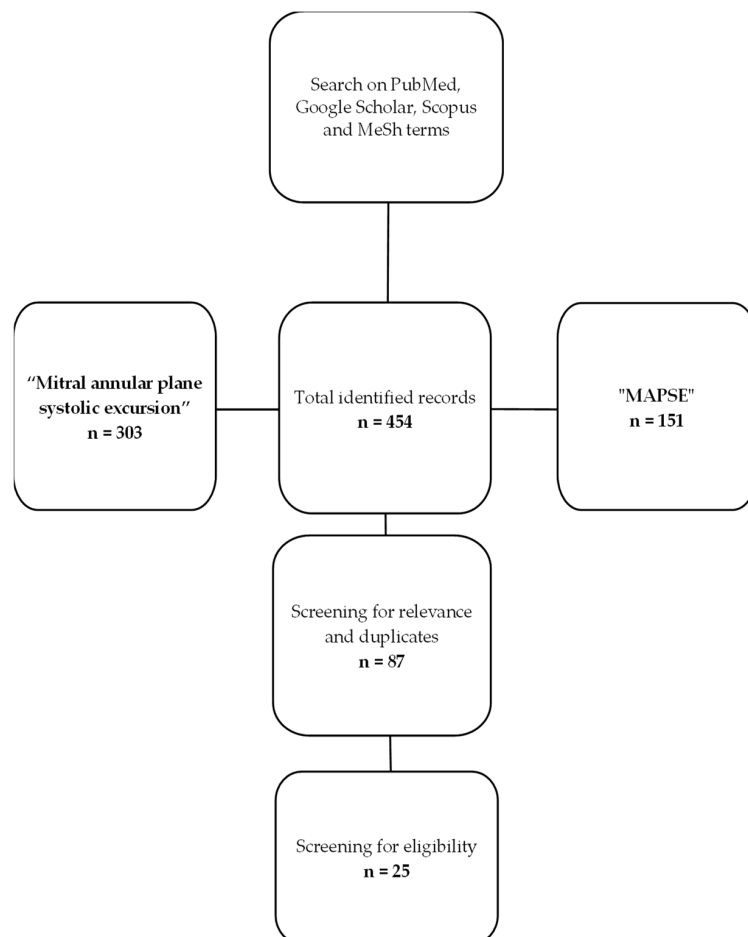 Search on PubMed,
Google Scholar, Scopus
and MeSh terms
“Mitral annular plane
systolic excursion”
n = 303
Total identified records
n = 454
"MAPSE"
n = 151
Screening for relevance
and duplicates
n = 87
Screening for eligibility
n = 25